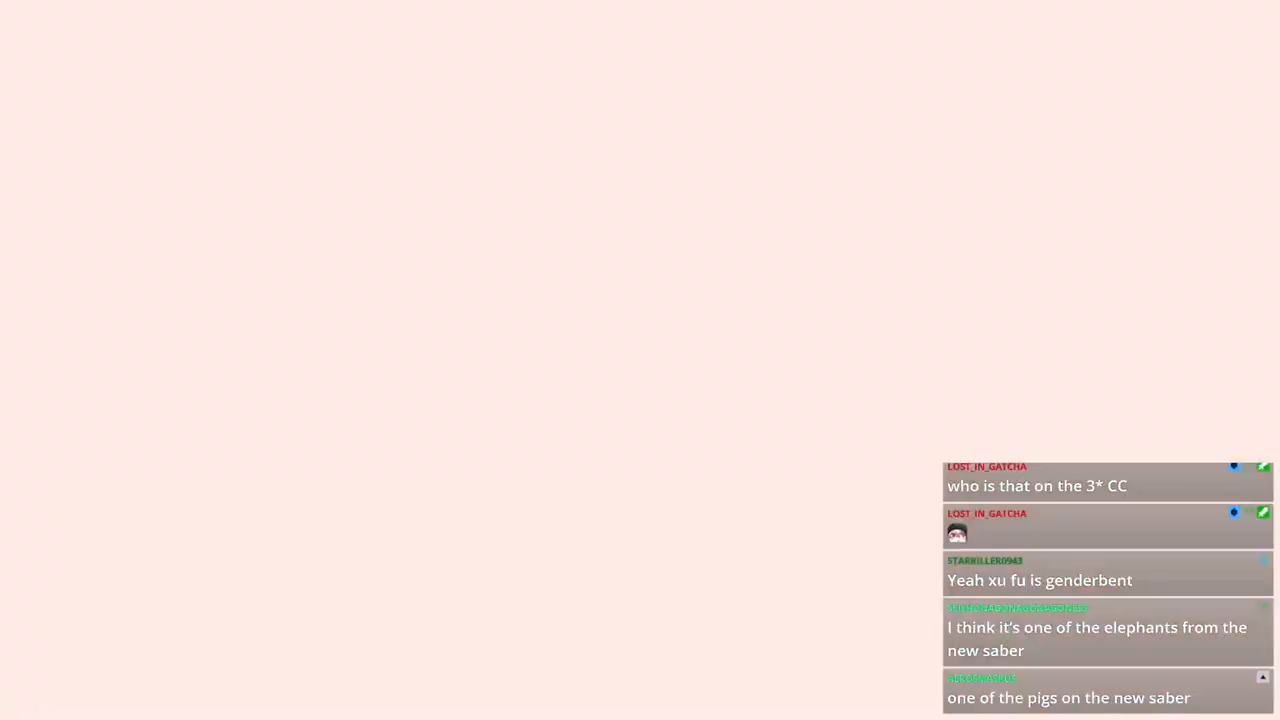 LOST_IN_GATCHA
who is that on the 3* CC
LOST_IN_GATCHA
STARKILLER0943
Yeah xu fu is genderbent
I think it's one of the elephants from the
new saber
one of the pigs on the new saber